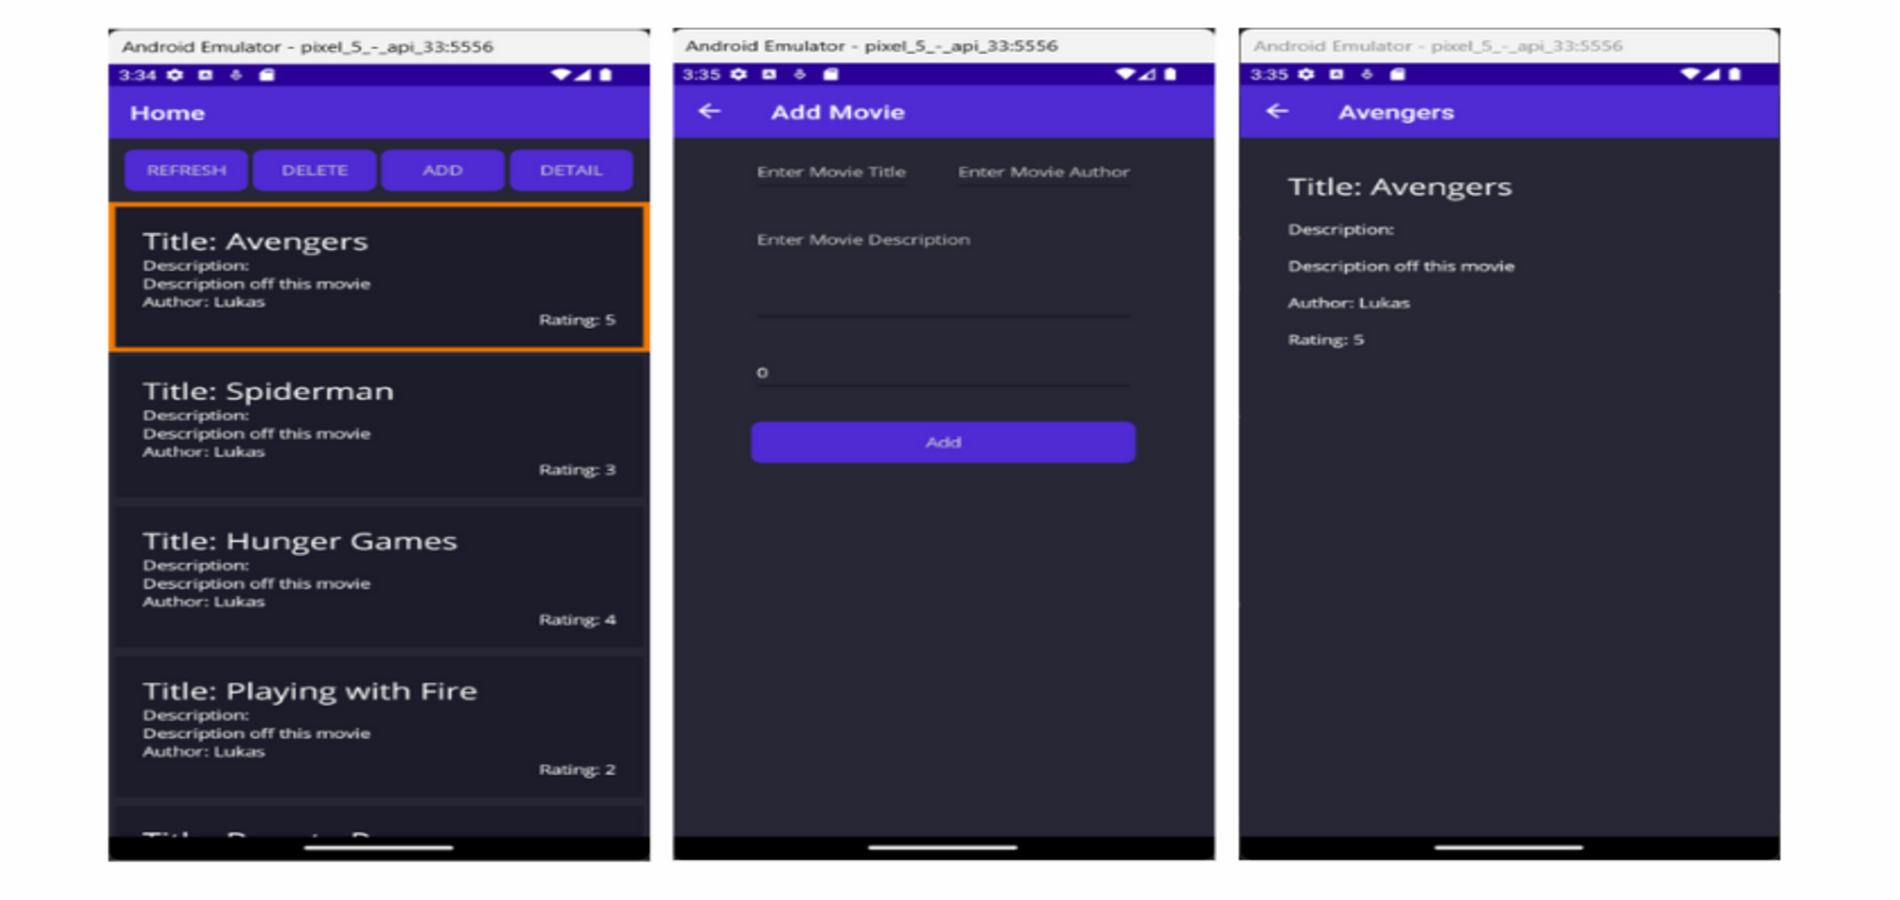 Android Emulator - pixel_5_-_api_33:5556
3:34
Home
REFRESH DELETE ADD DETAIL
Title: Avengers
Description:
Description off this movie
Author: Lukas
Rating: 5
Title: Spiderman
Description:
Description off this movie
Author: Lukas
Rating: 3
Title: Hunger Games
Description:
Description off this movie
Author: Lukas
Rating: 4
Title: Playing with Fire
Description:
Description off this movie
Author: Lukas
Rating: 2
Title:
Android Emulator - pixel_5_-_api_33:5556
3:35
Add Movie
Enter Movie Title Enter Movie Author
Enter Movie Description
0
Add
Android Emulator - pixel_5_-_api_33:5556
3:35
Avengers
Title: Avengers
Description:
Description off this movie
Author: Lukas
Rating: 5